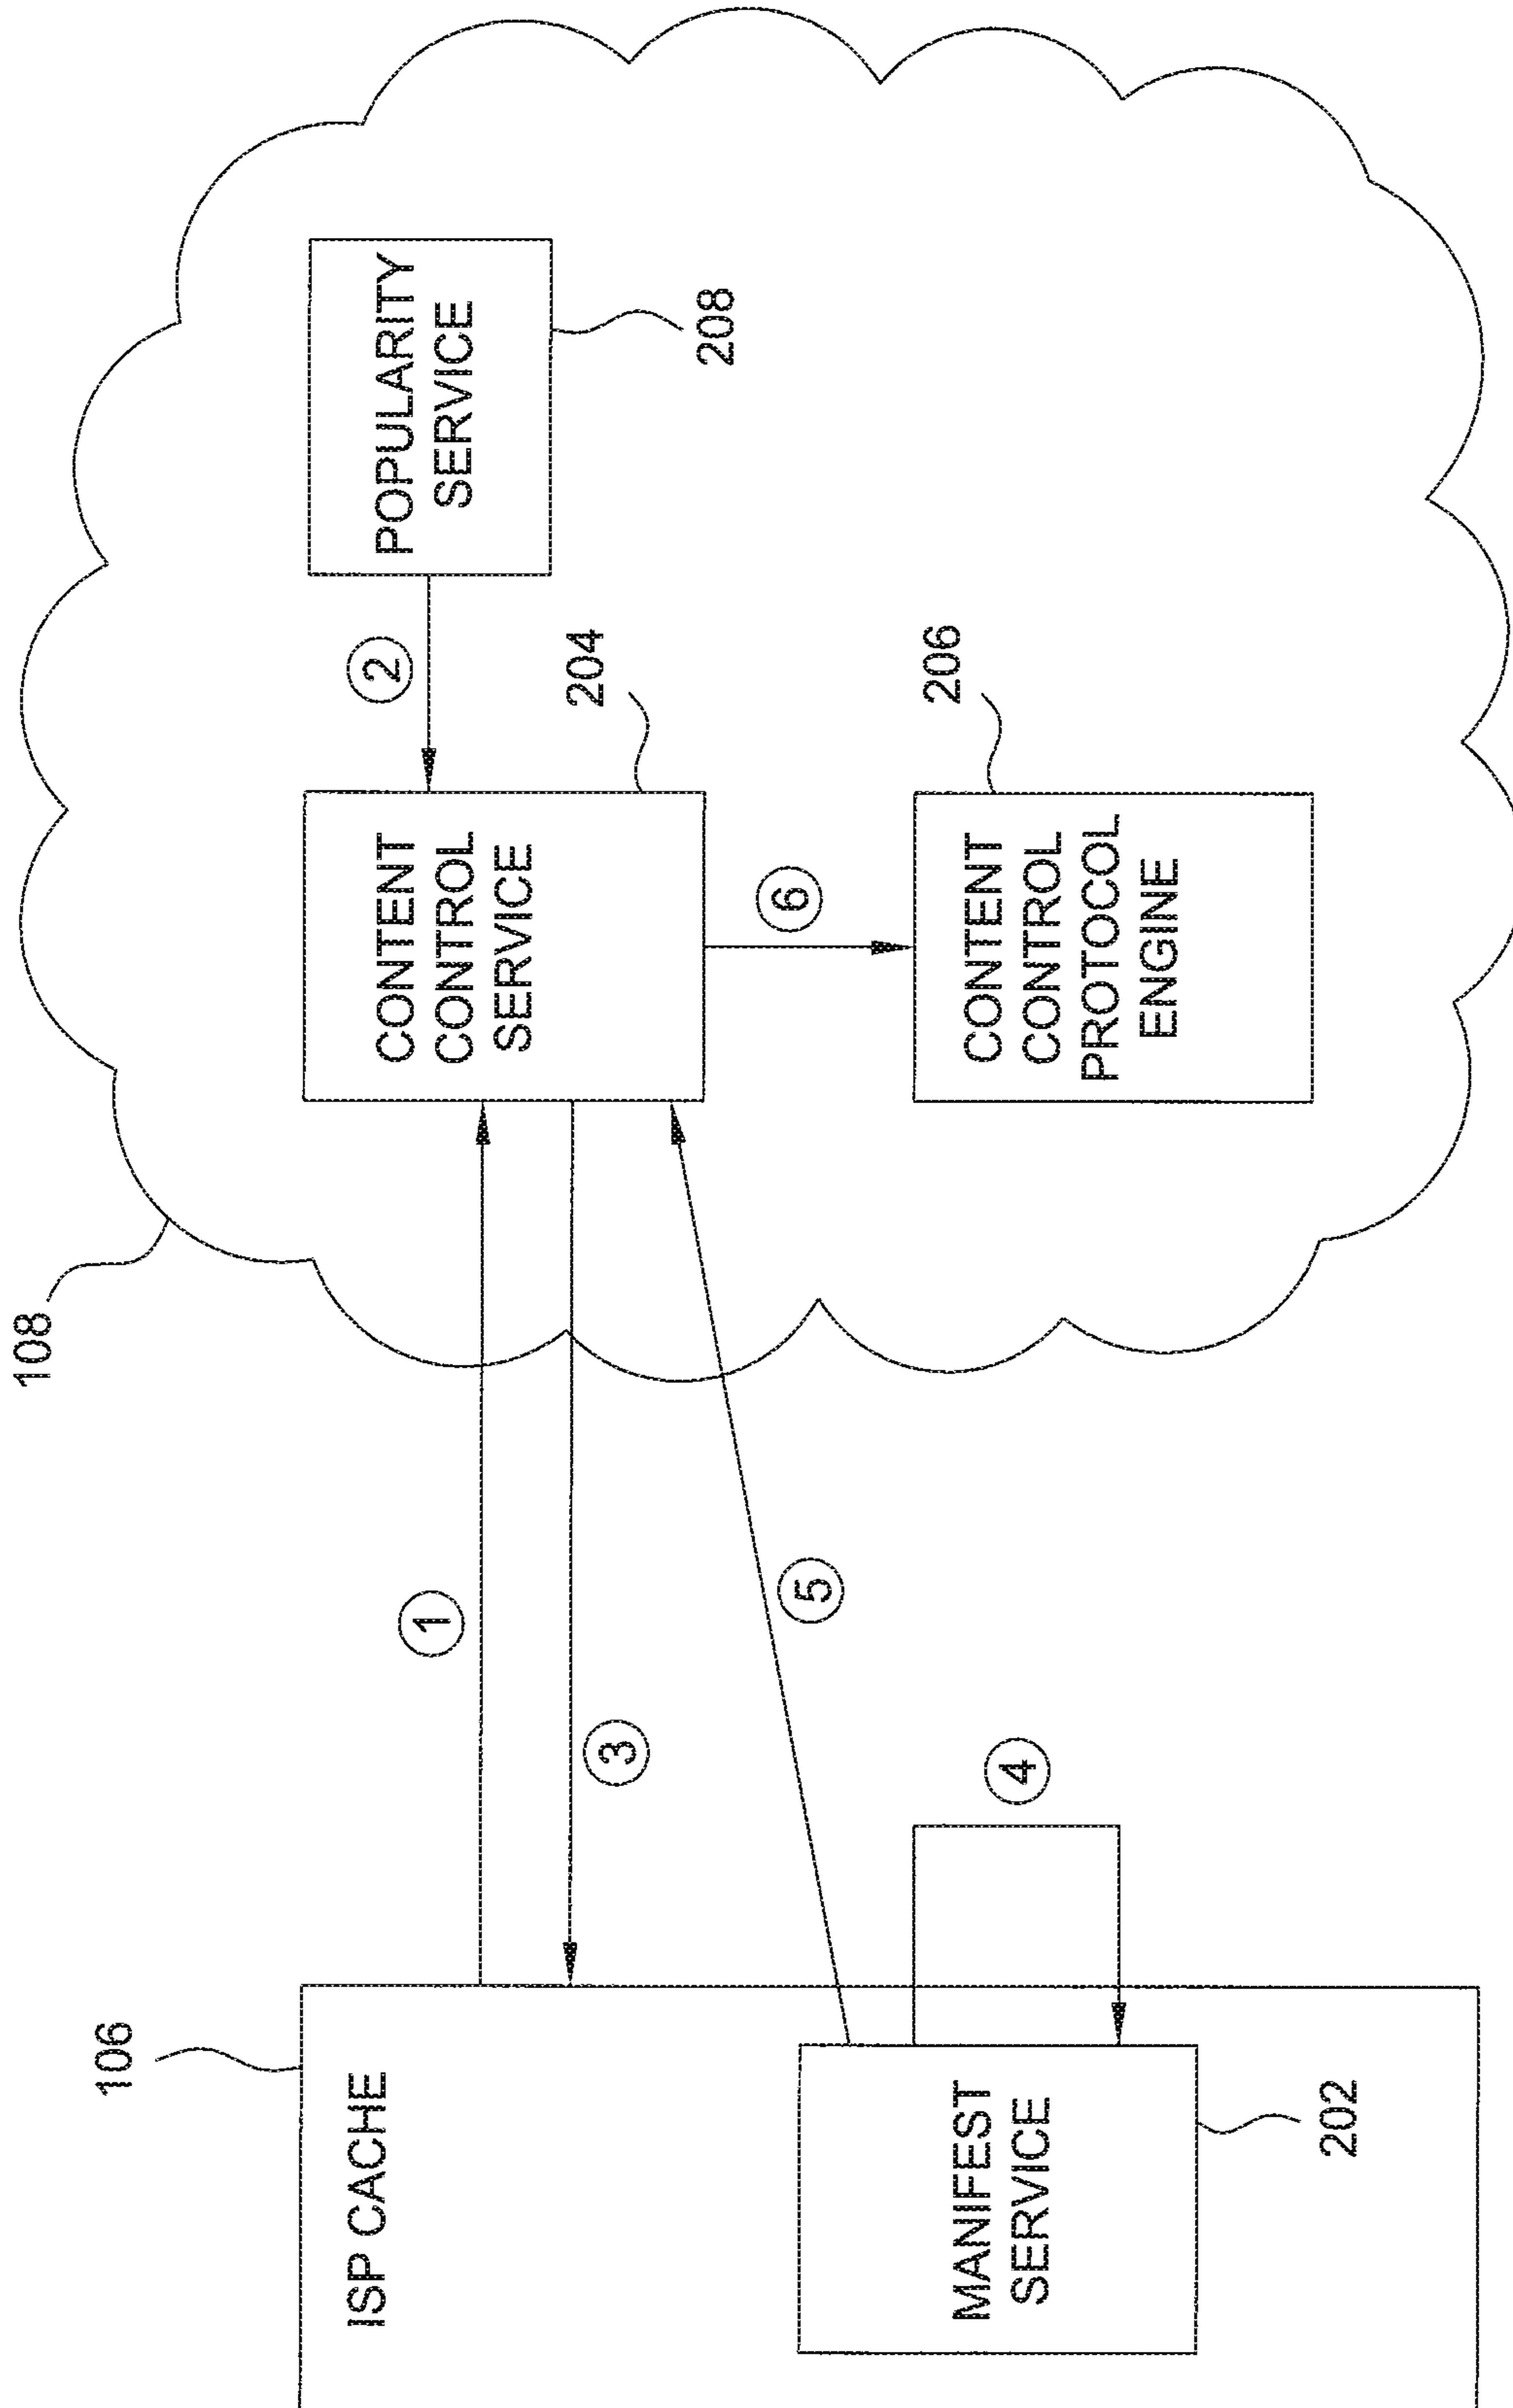 108
106
ISP CACHE
1
3
5
4
MANIFEST
SERVICE
202
CONTENT
CONTROL
SERVICE
204
2
POPULARITY
SERVICE
208
6
CONTENT
CONTROL
PROTOCOL
ENGINE
206